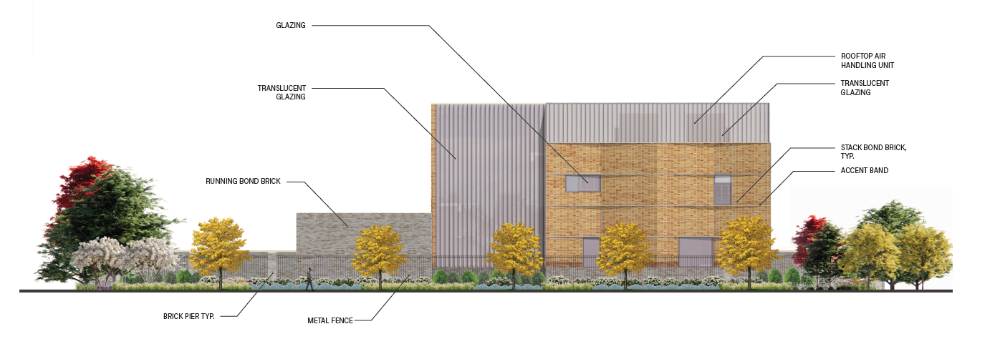 GLAZING
ROOFTOP AIR
HANDLING UNIT
TRANSLUCENT
GLAZING
TRANSLUCENT
GLAZING
STACK BOND BRICK,
TYP.
ACCENT BAND
RUNNING BOND BRICK
BRICK PIER TYP.
METAL FENCE